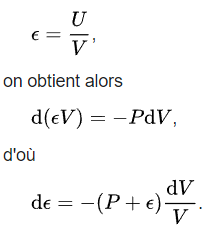 ϵ = U/V,
on obtient alors
d(ϵV) = −PdV,
d'où
dϵ = −(P + ϵ) dV/V.